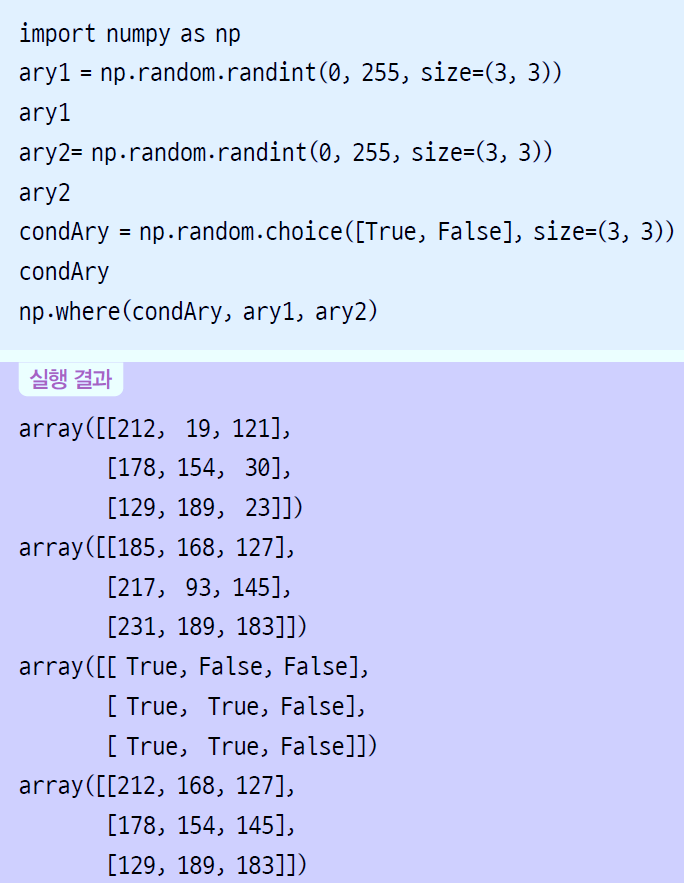 import numpy as np
ary1 = np.random.randint(0, 255, size=(3, 3))
ary1
ary2= np.random.randint(0, 255, size=(3, 3))
ary2
condAry = np.random.choice([True, False], size=(3, 3))
condAry
np.where(condAry, ary1, ary2)
실행 결과
array([[212, 19, 121],
[178, 154, 30],
[129, 189, 23]])
array([[185, 168, 127],
[217, 93, 145],
[231, 189, 183]])
array([[ True, False, False],
[ True, True, False],
[ True, True, False]])
array([[212, 168, 127],
[178, 154, 145],
[129, 189, 183]])